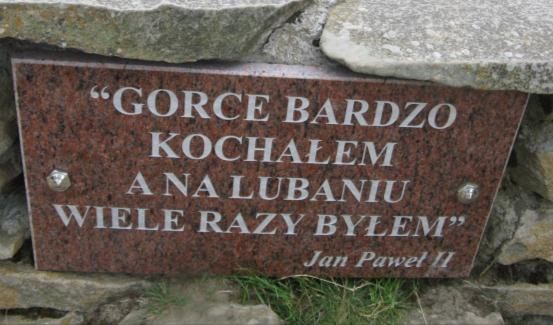 “GORCE BARDZO
KOCHAŁEM
A NA LUBANIU
WIELE RAZY BYŁEM”
Jan Paweł II